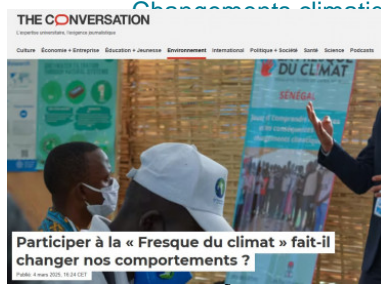 Changements climatiq
THE CONVERSATION
L'expertise universitaire, l'exigence journalistique
Culture Économie + Entreprise Éducation + Jeunesse Environnement International Politique + Société Santé Science Podcasts
DU CLIMAT
SÉNÉGAL
Participer à la « Fresque du climat » fait-il
changer nos comportements ?
Publié: 4 mars 2025, 16:24 CET